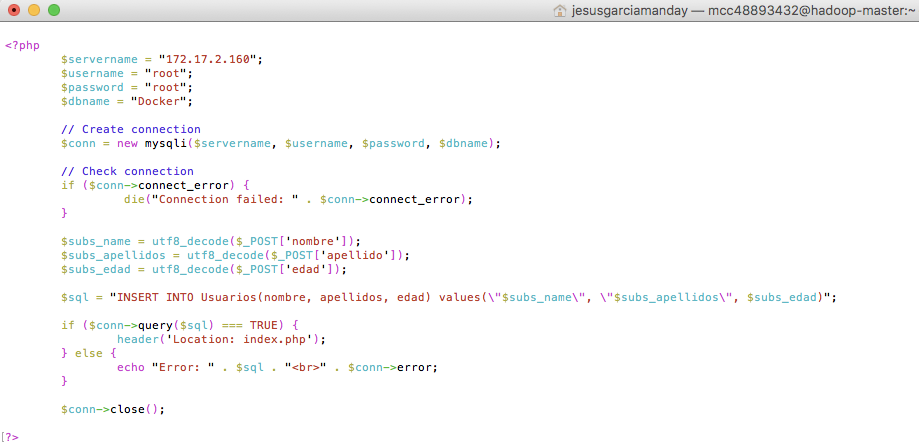 jesusgarciamanday — mcc48893432@hadoop-master:~
<?php
$servername = "172.17.2.160";
$username = "root";
$password = "root";
$dbname = "Docker";
// Create connection
$conn = new mysqli($servername, $username, $password, $dbname);
// Check connection
if ($conn->connect_error) {
die("Connection failed: " . $conn->connect_error);
}
$subs_name = utf8_decode($_POST['nombre']);
$subs_apellidos = utf8_decode($_POST['apellido']);
$subs_edad = utf8_decode($_POST['edad']);
$sql = "INSERT INTO Usuarios(nombre, apellidos, edad) values(\"$subs_name\", \"$subs_apellidos\", $subs_edad)";
if ($conn->query($sql) === TRUE) {
header('Location: index.php');
} else {
echo "Error: " . $sql . "<br>" . $conn->error;
}
$conn->close();
?>